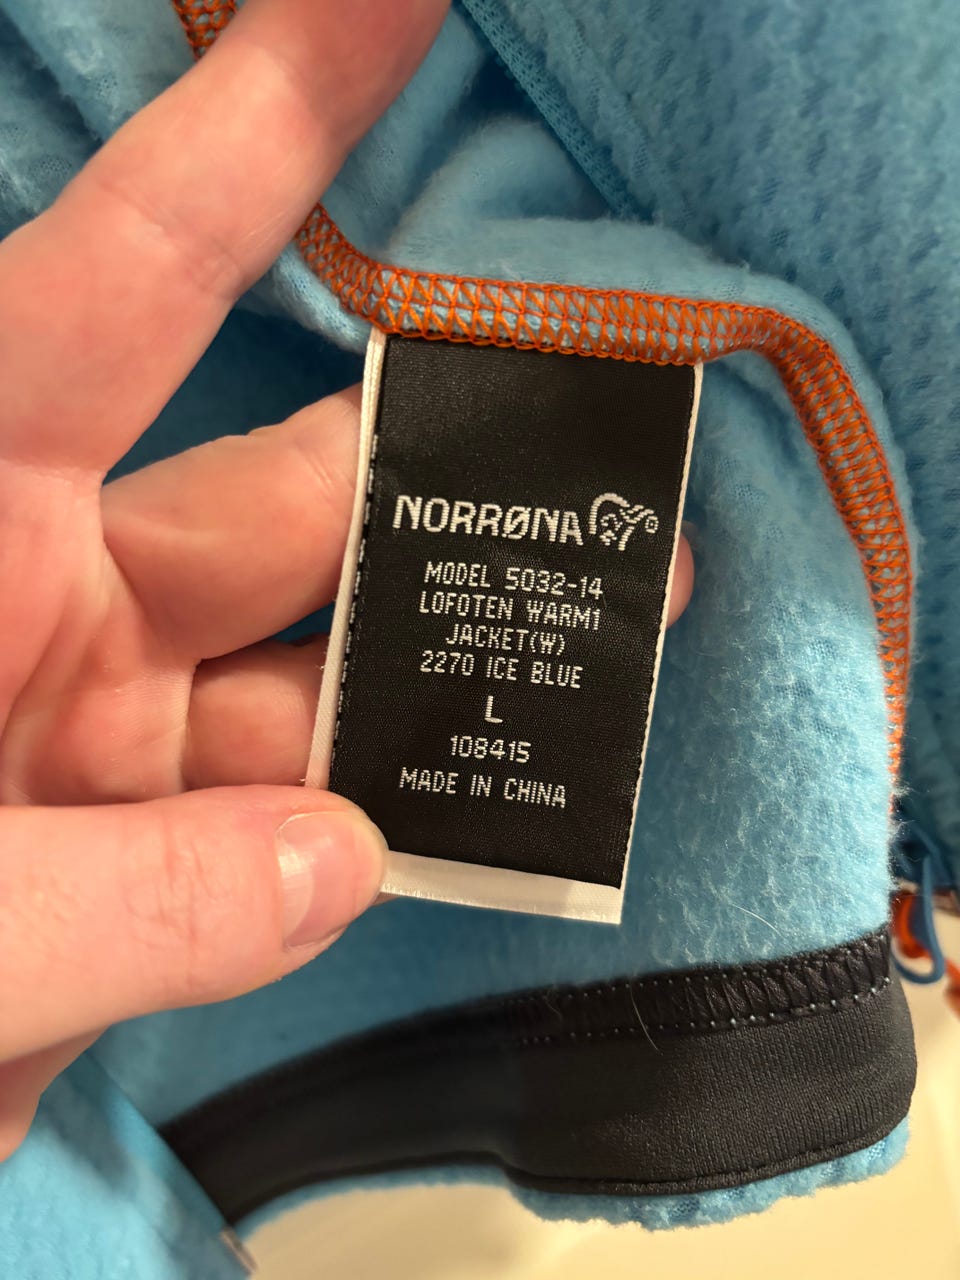 NORRØNA
MODEL 5032-14
LOFOTEN WARM1
JACKET(W)
2270 ICE BLUE
L
108415
MADE IN CHINA